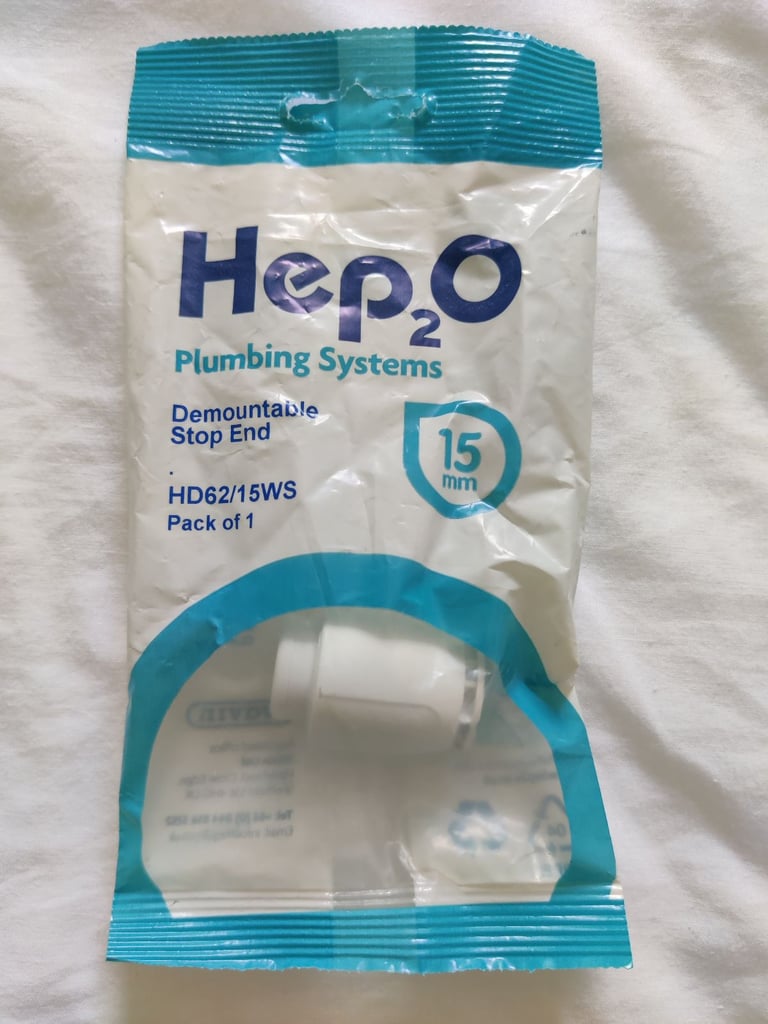 Hep₂O
Plumbing Systems
Demountable
Stop End
.
HD62/15WS
Pack of 1
15
mm